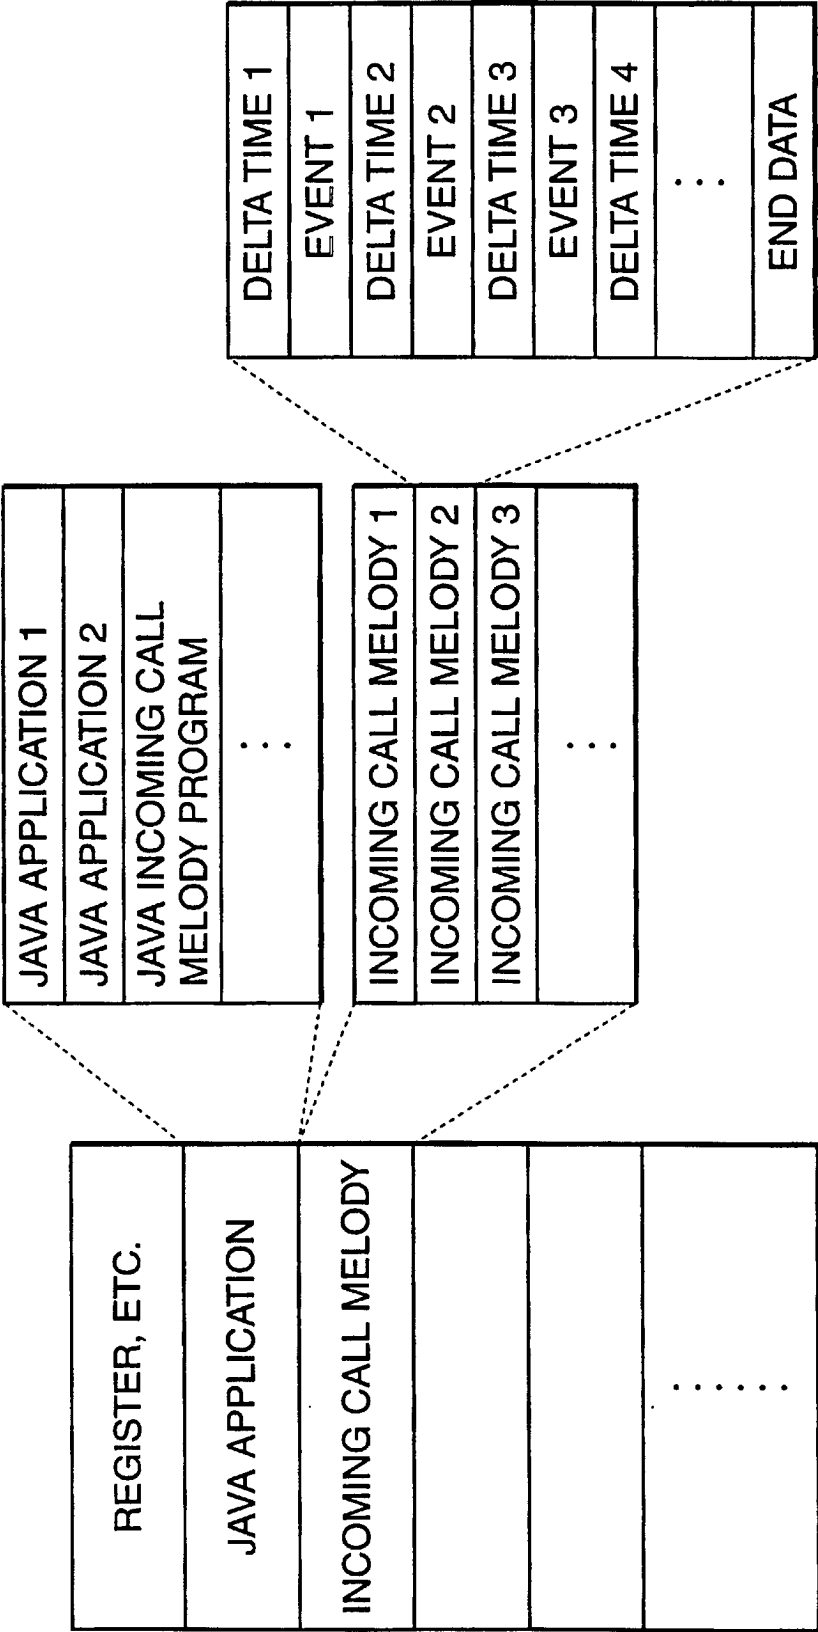 REGISTER, ETC.
JAVA APPLICATION
INCOMING CALL MELODY
. . . . . .
JAVA APPLICATION 1
JAVA APPLICATION 2
JAVA INCOMING CALL
MELODY PROGRAM
. . .
INCOMING CALL MELODY 1
INCOMING CALL MELODY 2
INCOMING CALL MELODY 3
. . .
DELTA TIME 1
EVENT 1
DELTA TIME 2
EVENT 2
DELTA TIME 3
EVENT 3
DELTA TIME 4
. . .
END DATA